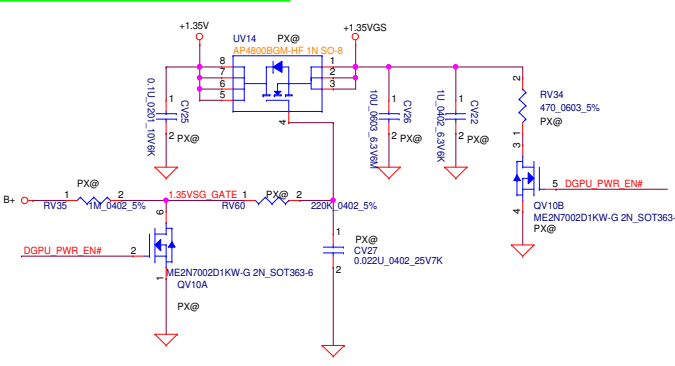 +1.35V
+1.35VGS
UV14 PX@
AP4800BGM-HF 1N SO-8
8
7
6
5
1
2
3
4
1
CV25
0.1U_0201_10V6K
2 PX@
1
CV26
10U_0603_6.3V6M
2 PX@
1
CV22
1U_0402_6.3V6K
2 PX@
2
RV34
470_0603_5%
PX@
1
3
5 DGPU_PWR_EN#
4
QV10B
ME2N7002D1KW-G 2N_SOT363-
PX@
PX@
B+ 1 2
RV35 1M_0402_5%
1.35VSG_GATE
1 PX@ 2
RV60 220K_0402_5%
6
DGPU_PWR_EN# 2
1
ME2N7002D1KW-G 2N_SOT363-6
QV10A
PX@
1
PX@
CV27
0.022U_0402_25V7K
2